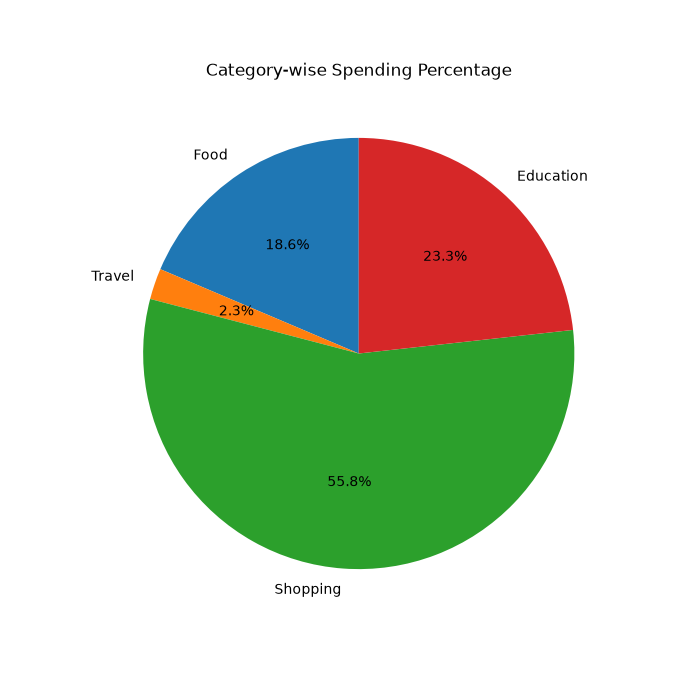 Category-wise Spending Percentage
Food
Education
18.6%
23.3%
Travel
2.3%
55.8%
Shopping